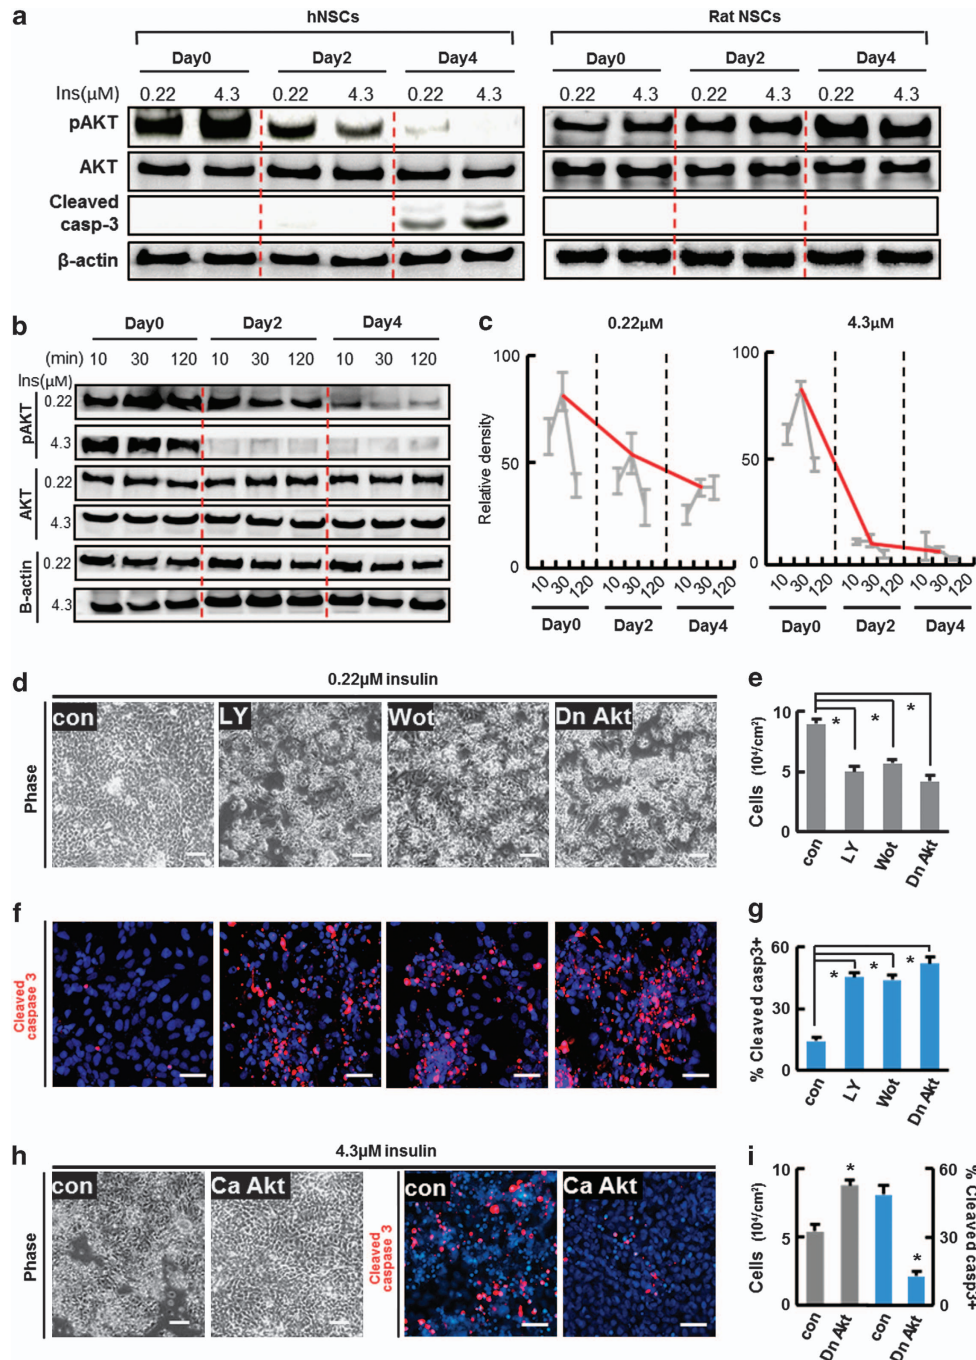 a
hNSCs Rat NSCs
Day0 Day2 Day4 Day0 Day2 Day4
Ins(μM) 0.22 4.3 0.22 4.3 0.22 4.3 0.22 4.3 0.22 4.3 0.22 4.3
pAKT
AKT
Cleaved
casp-3
β-actin
b
Day0 Day2 Day4
(min) 10 30 120 10 30 120 10 30 120
Ins(μM)
pAKT 0.22
4.3
AKT 0.22
4.3
B-actin 0.22
4.3
c
0.22μM 4.3μM
Relative density
100 100
50 50
0 0
10 30 120 10 30 120 10 30 120 10 30 120 10 30 120 10 30 120
Day0 Day2 Day4 Day0 Day2 Day4
d
0.22μM insulin
Phase
con LY Wot Dn Akt
e
Cells (10⁴/cm²)
10
5
0
* * *
con LY Wot Dn Akt
f
Cleaved
caspase 3
g
% Cleaved casp3+
60
30
0
* * *
con LY Wot Dn Akt
h
4.3μM insulin
Phase
con Ca Akt
Cleaved
caspase 3
con Ca Akt
i
Cells (10⁴/cm²)
10 60
5 30
0 0
* *
con Dn Akt con Dn Akt
% Cleaved casp3+